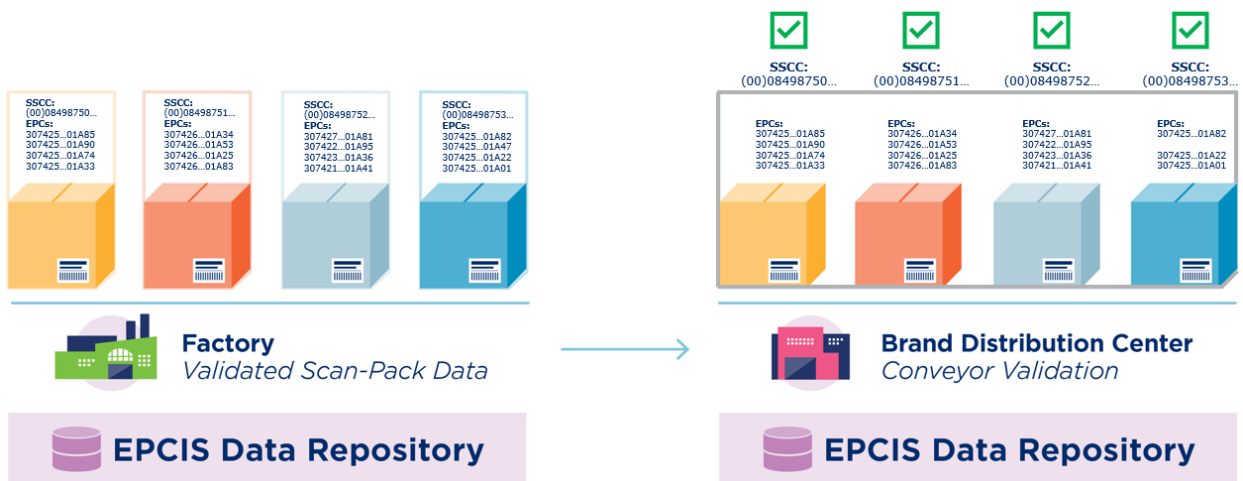 SSCC:
(00)08498750...
EPCs:
307425...01A85
307425...01A90
307425...01A74
307425...01A33
SSCC:
(00)08498751...
EPCs:
307426...01A34
307426...01A53
307426...01A25
307426...01A83
SSCC:
(00)08498752...
EPCs:
307427...01A81
307422...01A95
307423...01A36
307421...01A41
SSCC:
(00)08498753...
EPCs:
307425...01A82
307425...01A47
307425...01A22
307425...01A01
Factory
Validated Scan-Pack Data
EPCIS Data Repository
SSCC:
(00)08498750...
EPCs:
307425...01A85
307425...01A90
307425...01A74
307425...01A33
SSCC:
(00)08498751...
EPCs:
307426...01A34
307426...01A53
307426...01A25
307426...01A83
SSCC:
(00)08498752...
EPCs:
307427...01A81
307422...01A95
307423...01A36
307421...01A41
SSCC:
(00)08498753...
EPCs:
307425...01A82
307425...01A22
307425...01A01
Brand Distribution Center
Conveyor Validation
EPCIS Data Repository